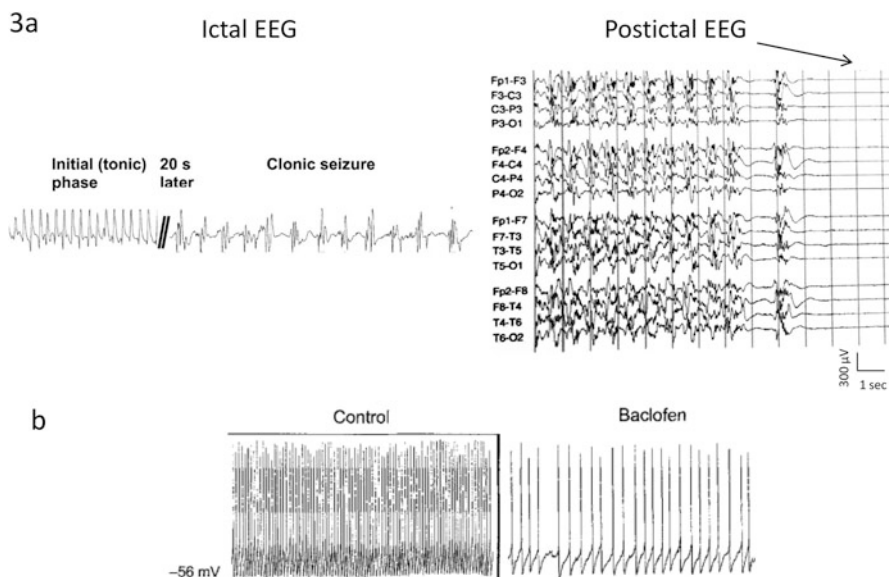 3a
Ictal EEG
Postictal EEG
Initial (tonic)
phase
20 s
later
Clonic seizure
Fp1-F3
F3-C3
C3-P3
P3-O1
Fp2-F4
F4-C4
C4-P4
P4-O2
Fp1-F7
F7-T3
T3-T5
T5-O1
Fp2-F8
F8-T4
T4-T6
T6-O2
300 μV
1 sec
b
Control
Baclofen
−56 mV